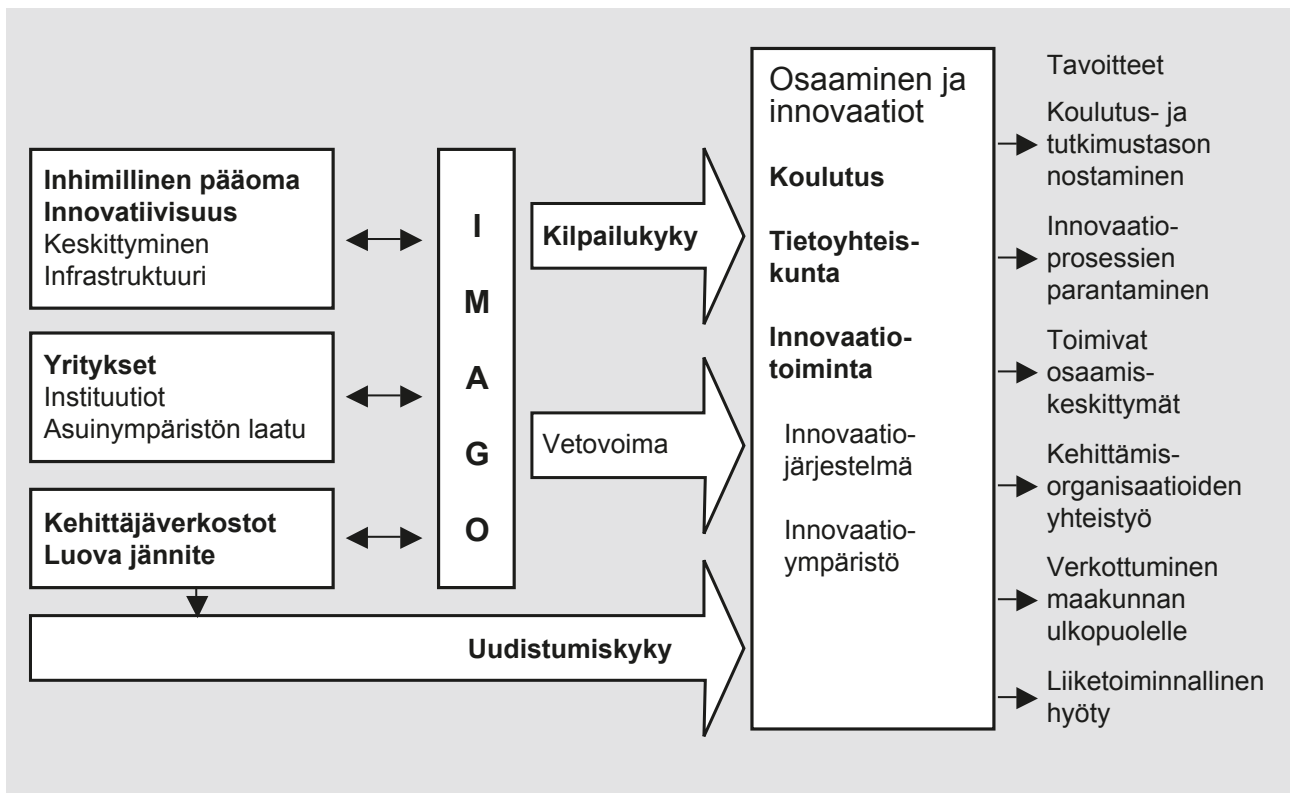 Inhimillinen pääoma
Innovatiivisuus
Keskittyminen
Infrastruktuuri
Yritykset
Instituutiot
Asuinympäristön laatu
Kehittäjäverkostot
Luova jännite
I
M
A
G
O
Kilpailukyky
Vetovoima
Uudistumiskyky
Osaaminen ja
innovaatiot
Koulutus
Tietoyhteis-
kunta
Innovaatio-
toiminta
Innovaatio-
järjestelmä
Innovaatio-
ympäristö
Tavoitteet
Koulutus- ja
tutkimustason
nostaminen
Innovaatio-
prosessien
parantaminen
Toimivat
osaamis-
keskittymät
Kehittämis-
organisaatioiden
yhteistyö
Verkottuminen
maakunnan
ulkopuolelle
Liiketoiminnallinen
hyöty